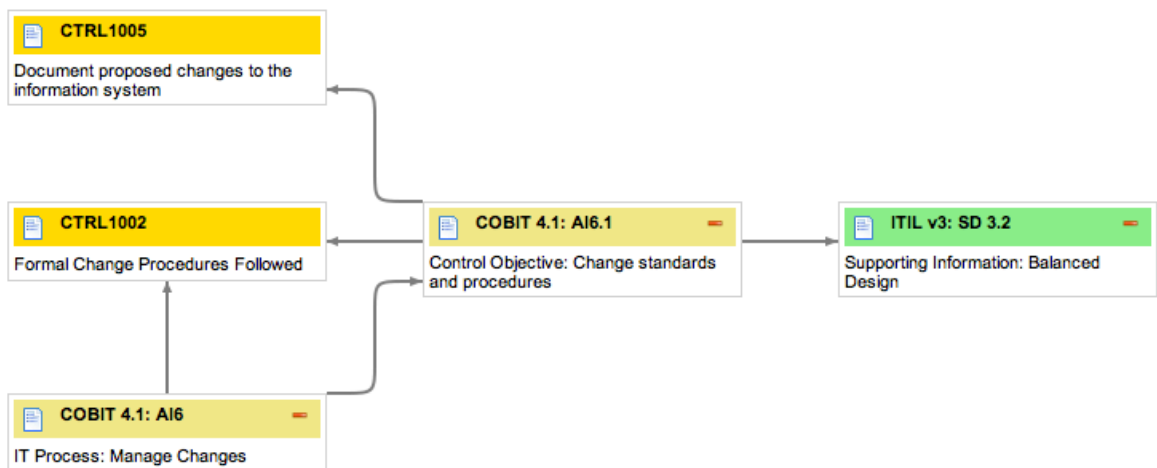 CTRL1005
Document proposed changes to the
information system
CTRL1002
Formal Change Procedures Followed
COBIT 4.1: AI6.1
Control Objective: Change standards
and procedures
ITIL v3: SD 3.2
Supporting Information: Balanced
Design
COBIT 4.1: AI6
IT Process: Manage Changes